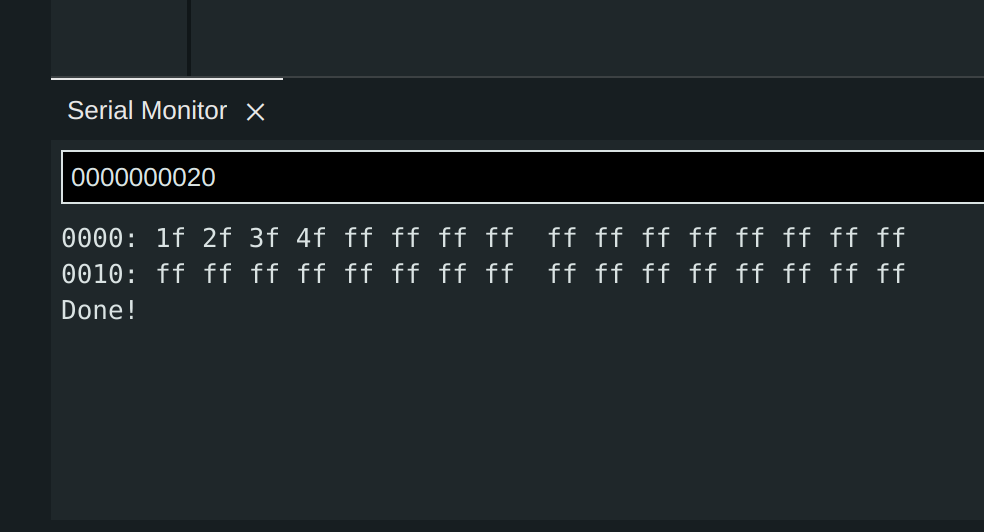 Serial Monitor
0000000020
0000: 1f 2f 3f 4f ff ff ff ff  ff ff ff ff ff ff ff ff
0010: ff ff ff ff ff ff ff ff  ff ff ff ff ff ff ff ff
Done!